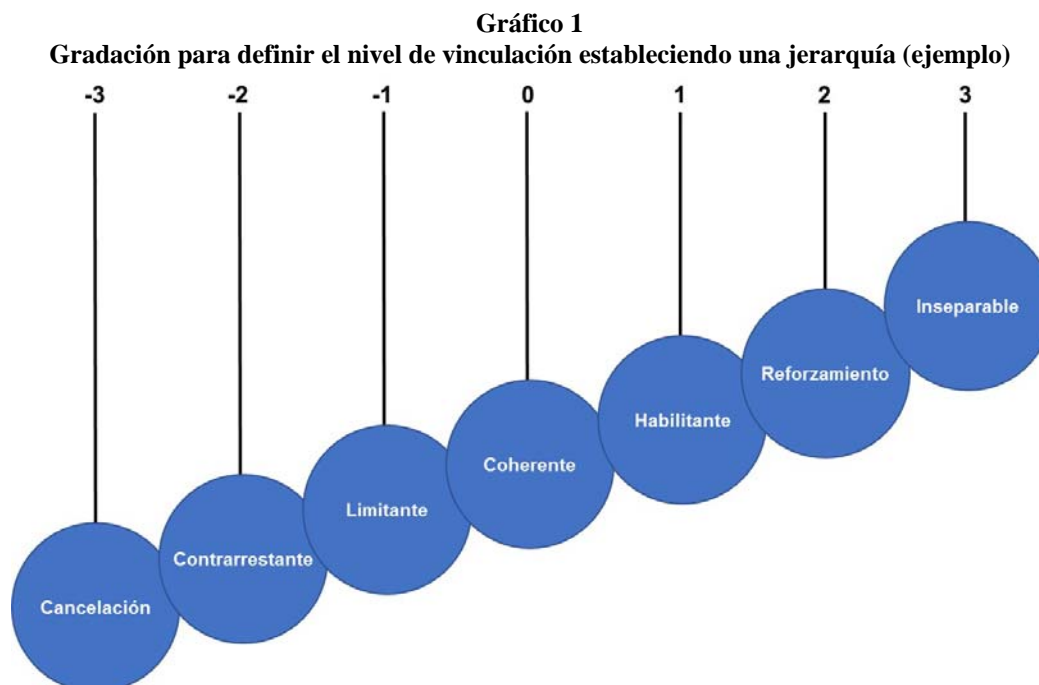 Gráfico 1
Gradación para definir el nivel de vinculación estableciendo una jerarquía (ejemplo)
-3 -2 -1 0 1 2 3
Inseparable
Reforzamiento
Habilitante
Coherente
Limitante
Contrarrestante
Cancelación